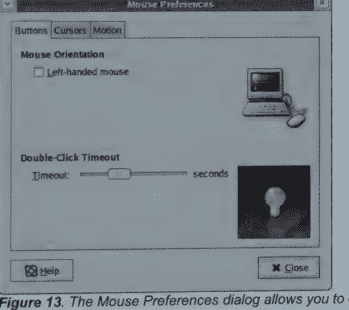 Mouse Preferences
Buttons Cursors Motion
Mouse Orientation
Left-handed mouse
Double-Click Timeout
Timeout: seconds
Help Close
Figure 13. The Mouse Preferences dialog allows you to